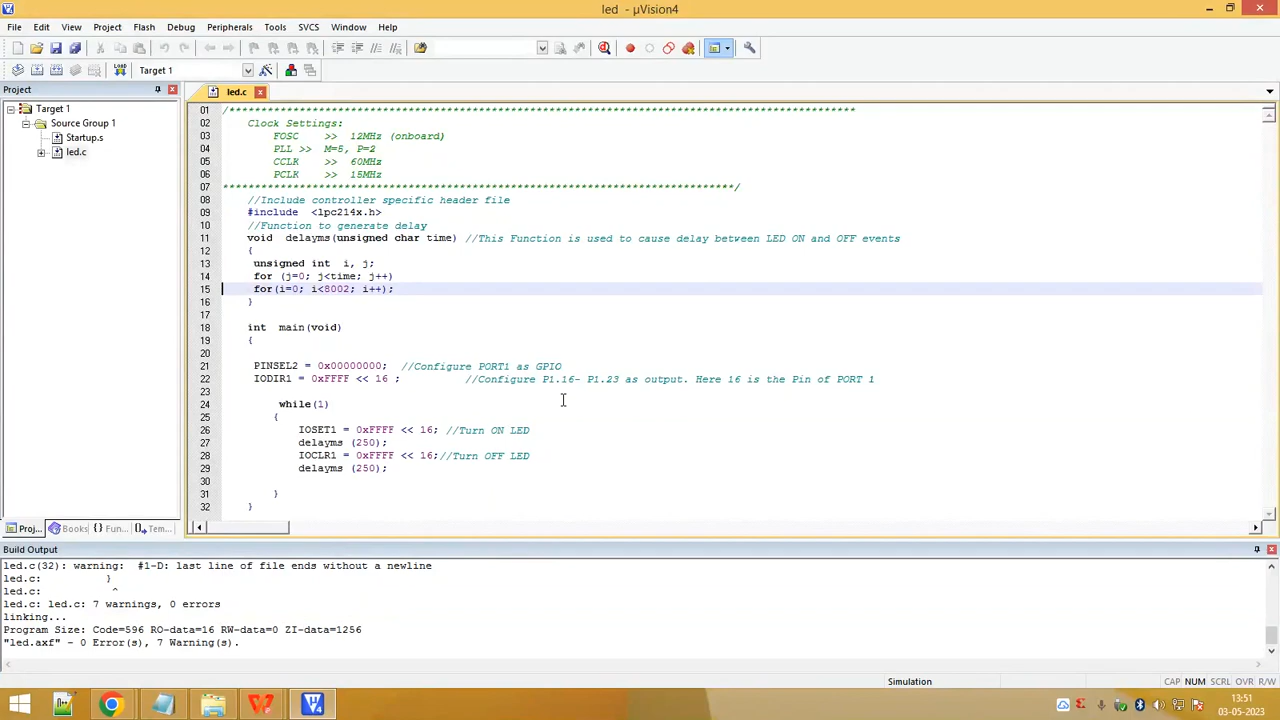 led - µVision4
File Edit View Project Flash Debug Peripherals Tools SVCS Window Help
LOAD Target 1
Project
led.c
Target 1
Source Group 1
Startup.s
led.c
01 /****************************************************************************************************
02 Clock Settings:
03 FOSC >> 12MHz (onboard)
04 PLL >> M=5, P=2
05 CCLK >> 60MHz
06 PCLK >> 15MHz
07 *********************************************************************************/
08 //Include controller specific header file
09 #include <lpc214x.h>
10 //Function to generate delay
11 void delayms(unsigned char time) //This Function is used to cause delay between LED ON and OFF events
12 {
13 unsigned int i, j;
14 for (j=0; j<time; j++)
15 for(i=0; i<8002; i++);
16 }
17
18 int main(void)
19 {
20
21 PINSEL2 = 0x00000000; //Configure PORT1 as GPIO
22 IODIR1 = 0xFFFF << 16 ; //Configure P1.16- P1.23 as output. Here 16 is the Pin of PORT 1
23
24 while(1)
25 {
26 IOSET1 = 0xFFFF << 16; //Turn ON LED
27 delayms (250);
28 IOCLR1 = 0xFFFF << 16;//Turn OFF LED
29 delayms (250);
30
31 }
32 }
Proj... Books {} Fun... Tem...
Build Output
led.c(32): warning: #1-D: last line of file ends without a newline
led.c: }
led.c: ^
led.c: led.c: 7 warnings, 0 errors
linking...
Program Size: Code=596 RO-data=16 RW-data=0 ZI-data=1256
"led.axf" - 0 Error(s), 7 Warning(s).
Simulation CAP NUM SCRL OVR R/W
13:51
03-05-2023